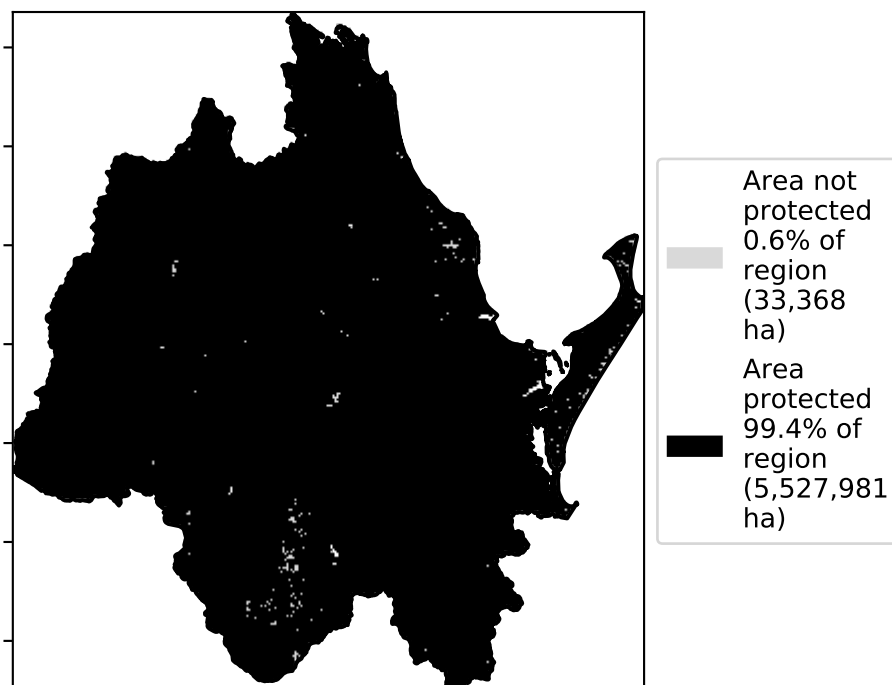 Area not
protected
0.6% of
region
(33,368
ha)
Area
protected
99.4% of
region
(5,527,981
ha)